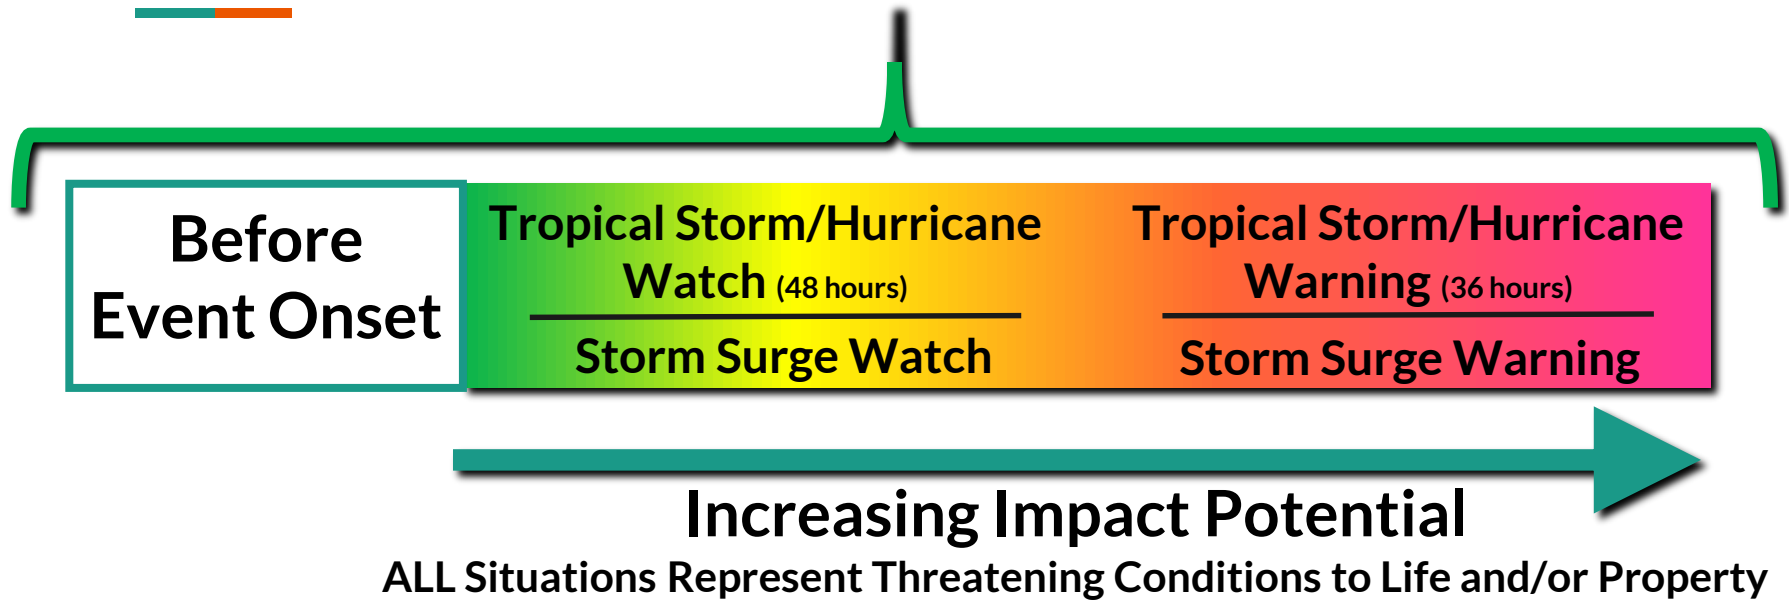 Before
Event Onset
Tropical Storm/Hurricane
Watch (48 hours)
Storm Surge Watch
Tropical Storm/Hurricane
Warning (36 hours)
Storm Surge Warning
Increasing Impact Potential
ALL Situations Represent Threatening Conditions to Life and/or Property